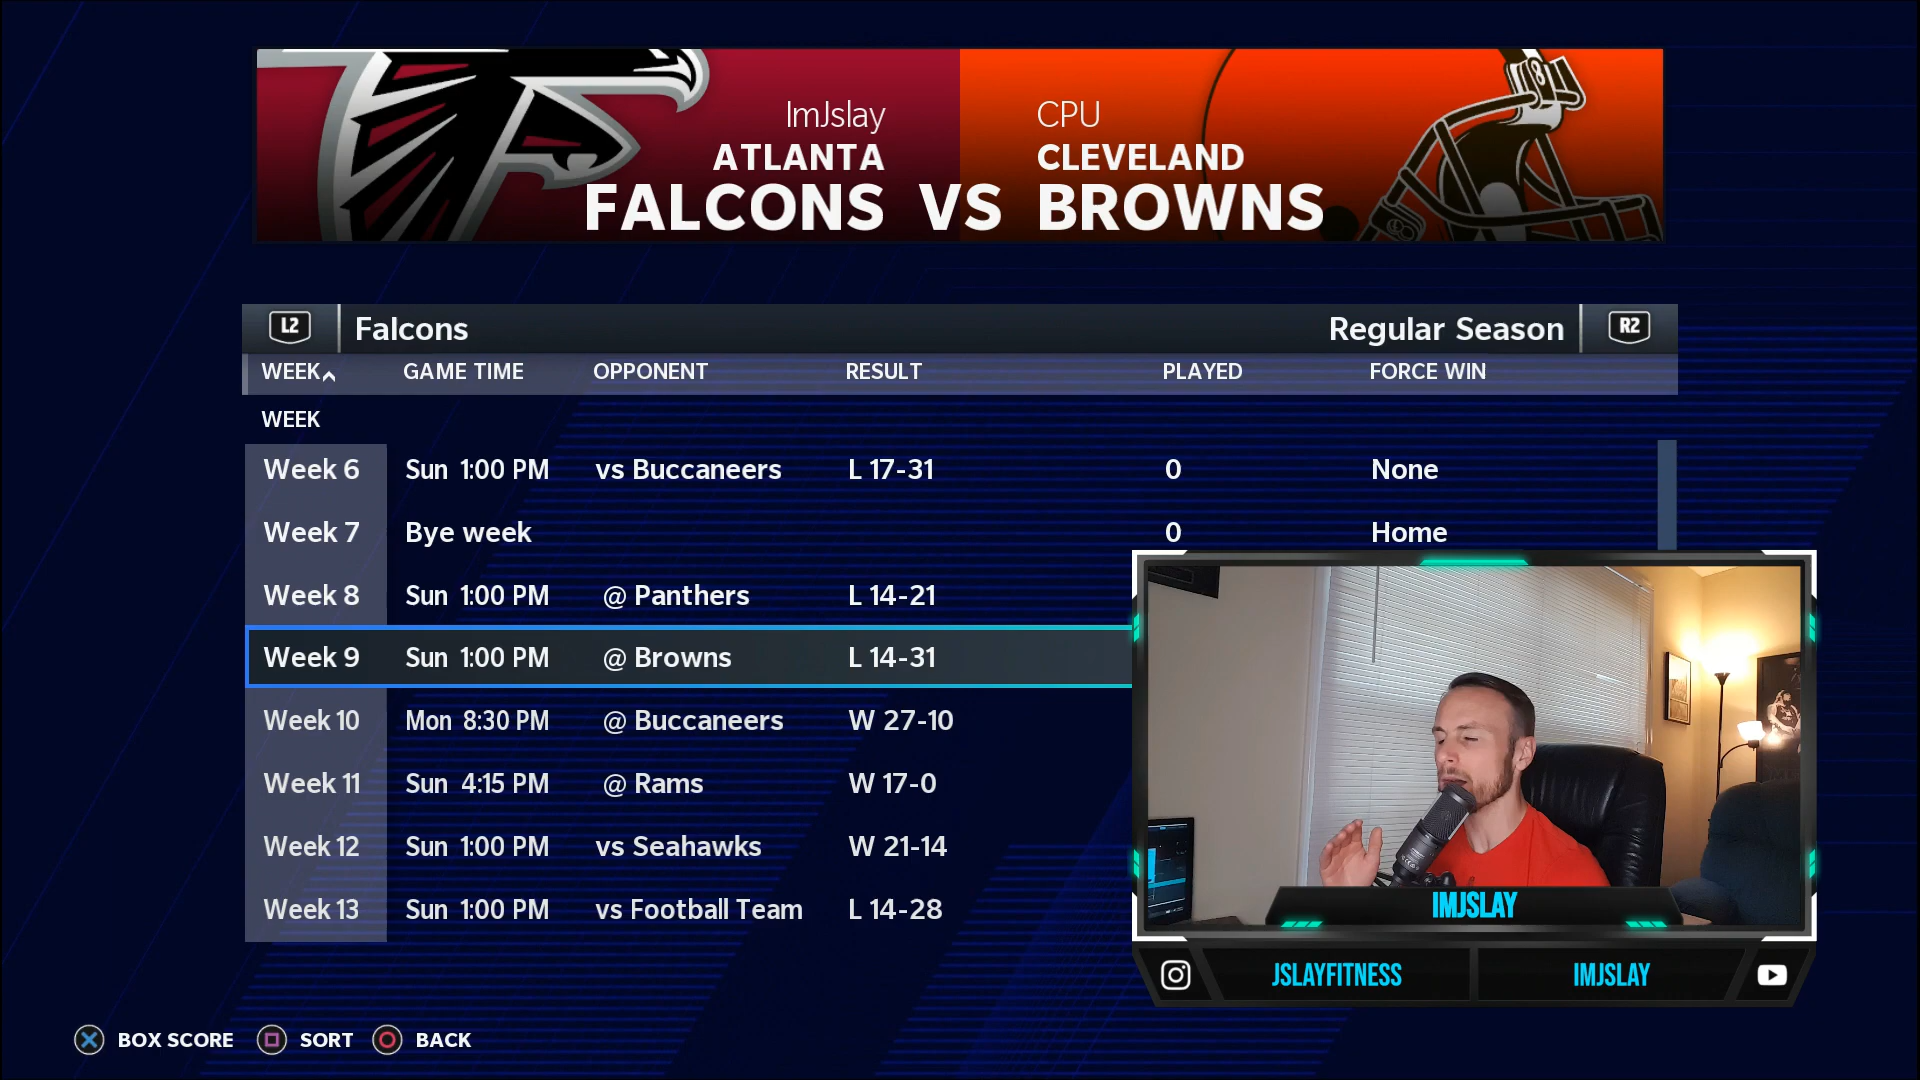 ImJslay
ATLANTA
FALCONS VS BROWNS
CPU
CLEVELAND
L2 Falcons Regular Season R2
WEEK GAME TIME OPPONENT RESULT PLAYED FORCE WIN
WEEK
Week 6 Sun 1:00 PM vs Buccaneers L 17-31 0 None
Week 7 Bye week 0 Home
Week 8 Sun 1:00 PM @ Panthers L 14-21
Week 9 Sun 1:00 PM @ Browns L 14-31
Week 10 Mon 8:30 PM @ Buccaneers W 27-10
Week 11 Sun 4:15 PM @ Rams W 17-0
Week 12 Sun 1:00 PM vs Seahawks W 21-14
Week 13 Sun 1:00 PM vs Football Team L 14-28
IMJSLAY
JSLAYFITNESS IMJSLAY
BOX SCORE SORT BACK